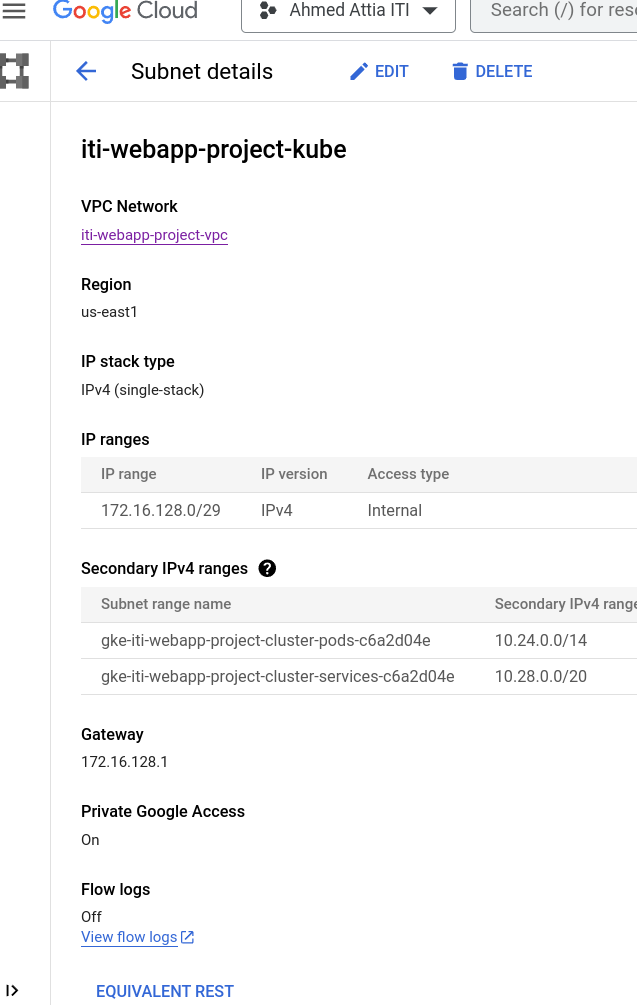 Google Cloud
Ahmed Attia ITI
Search (/) for
Subnet details
EDIT
DELETE
iti-webapp-project-kube
VPC Network
iti-webapp-project-vpc
Region
us-east1
IP stack type
IPv4 (single-stack)
IP ranges
IP range IP version Access type
172.16.128.0/29 IPv4 Internal
Secondary IPv4 ranges
Subnet range name Secondary IPv4 range
gke-iti-webapp-project-cluster-pods-c6a2d04e 10.24.0.0/14
gke-iti-webapp-project-cluster-services-c6a2d04e 10.28.0.0/20
Gateway
172.16.128.1
Private Google Access
On
Flow logs
Off
View flow logs
EQUIVALENT REST